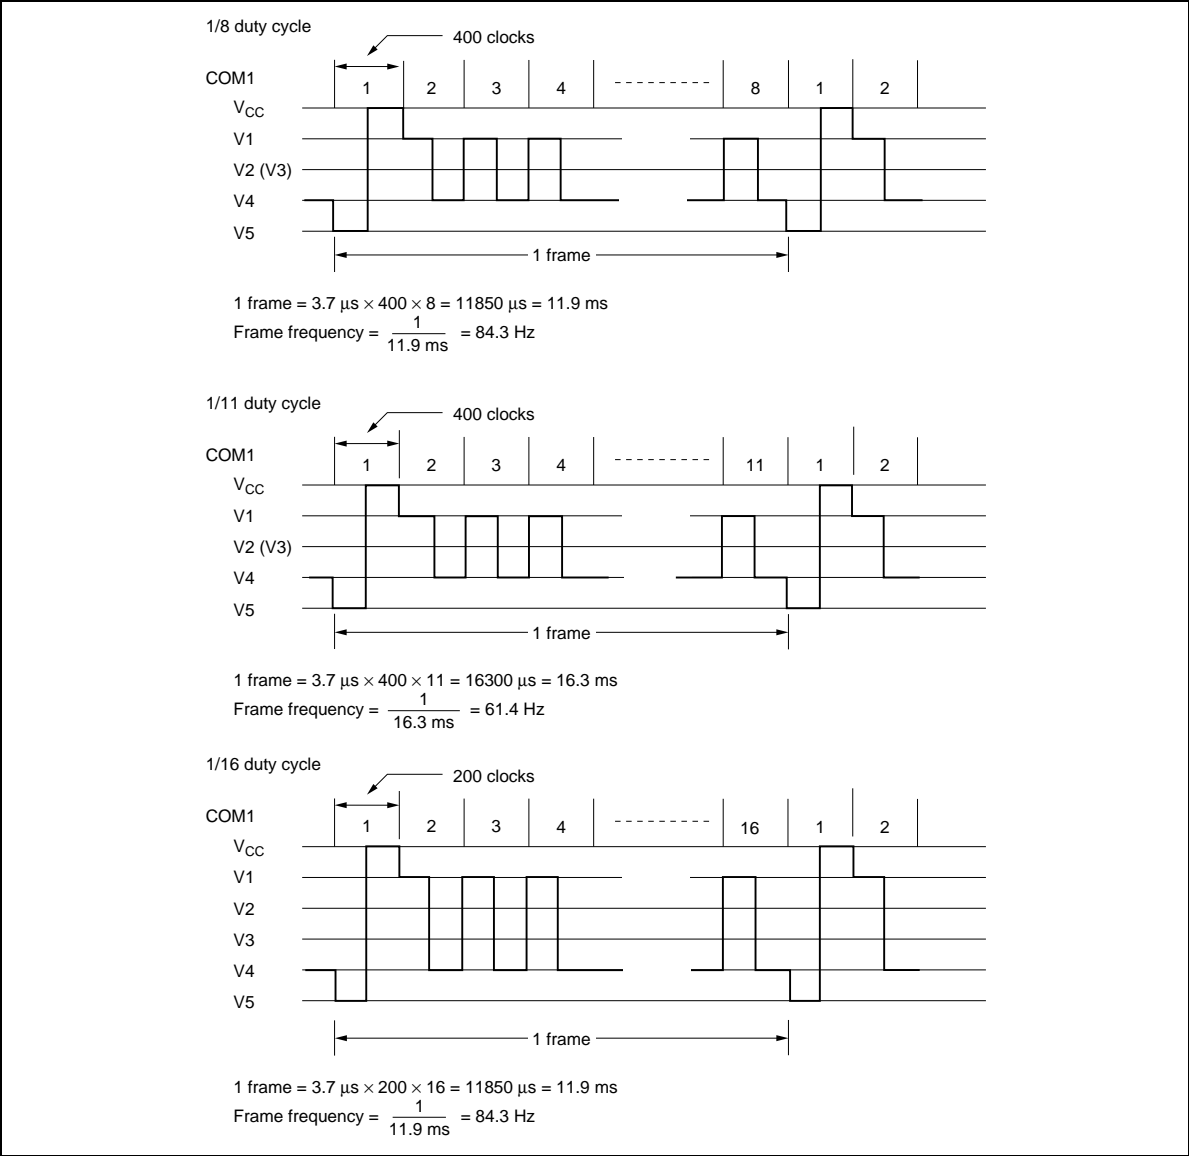 1/8 duty cycle
400 clocks
COM1
1 2 3 4 8 1 2
VCC
V1
V2 (V3)
V4
V5
1 frame
1 frame = 3.7 μs × 400 × 8 = 11850 μs = 11.9 ms
Frame frequency = 1 / 11.9 ms = 84.3 Hz
1/11 duty cycle
400 clocks
COM1
1 2 3 4 11 1 2
VCC
V1
V2 (V3)
V4
V5
1 frame
1 frame = 3.7 μs × 400 × 11 = 16300 μs = 16.3 ms
Frame frequency = 1 / 16.3 ms = 61.4 Hz
1/16 duty cycle
200 clocks
COM1
1 2 3 4 16 1 2
VCC
V1
V2
V3
V4
V5
1 frame
1 frame = 3.7 μs × 200 × 16 = 11850 μs = 11.9 ms
Frame frequency = 1 / 11.9 ms = 84.3 Hz